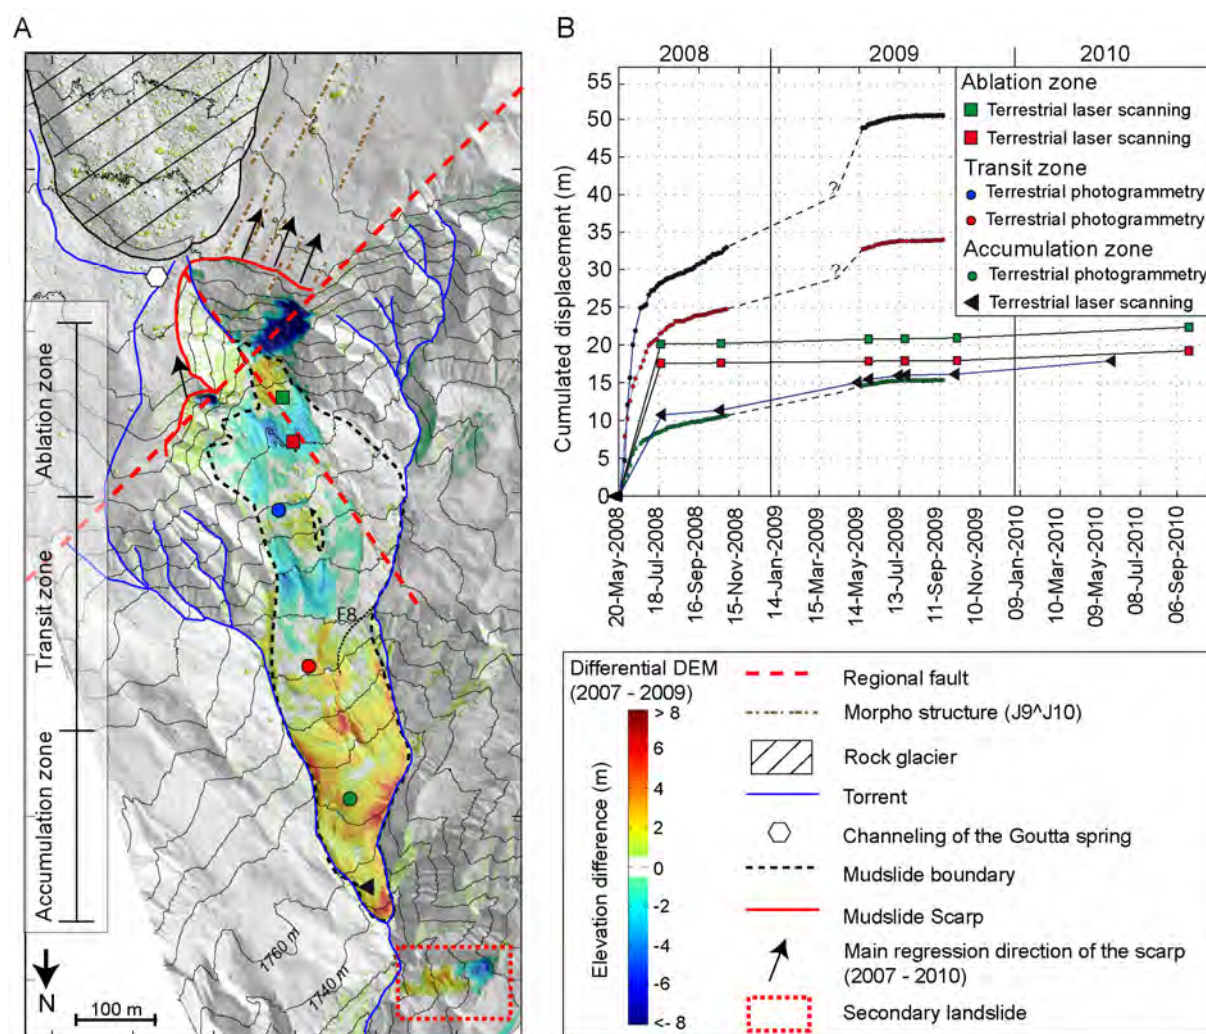 A
Ablation zone
Transit zone
Accumulation zone
E8
1760 m
1740 m
N
100 m
B
2008
2009
2010
Cumulated displacement (m)
55
50
45
40
35
30
25
20
15
10
5
0
?
?
20-May-2008
18-Jul-2008
16-Sep-2008
15-Nov-2008
14-Jan-2009
15-Mar-2009
14-May-2009
13-Jul-2009
11-Sep-2009
10-Nov-2009
09-Jan-2010
10-Mar-2010
09-May-2010
08-Jul-2010
06-Sep-2010
Ablation zone
Terrestrial laser scanning
Terrestrial laser scanning
Transit zone
Terrestrial photogrammetry
Terrestrial photogrammetry
Accumulation zone
Terrestrial photogrammetry
Terrestrial laser scanning
Differential DEM
(2007 - 2009)
Elevation difference (m)
> 8
6
4
2
0
-2
-4
-6
<- 8
Regional fault
Morpho structure (J9^J10)
Rock glacier
Torrent
Channeling of the Goutta spring
Mudslide boundary
Mudslide Scarp
Main regression direction of the scarp
(2007 - 2010)
Secondary landslide